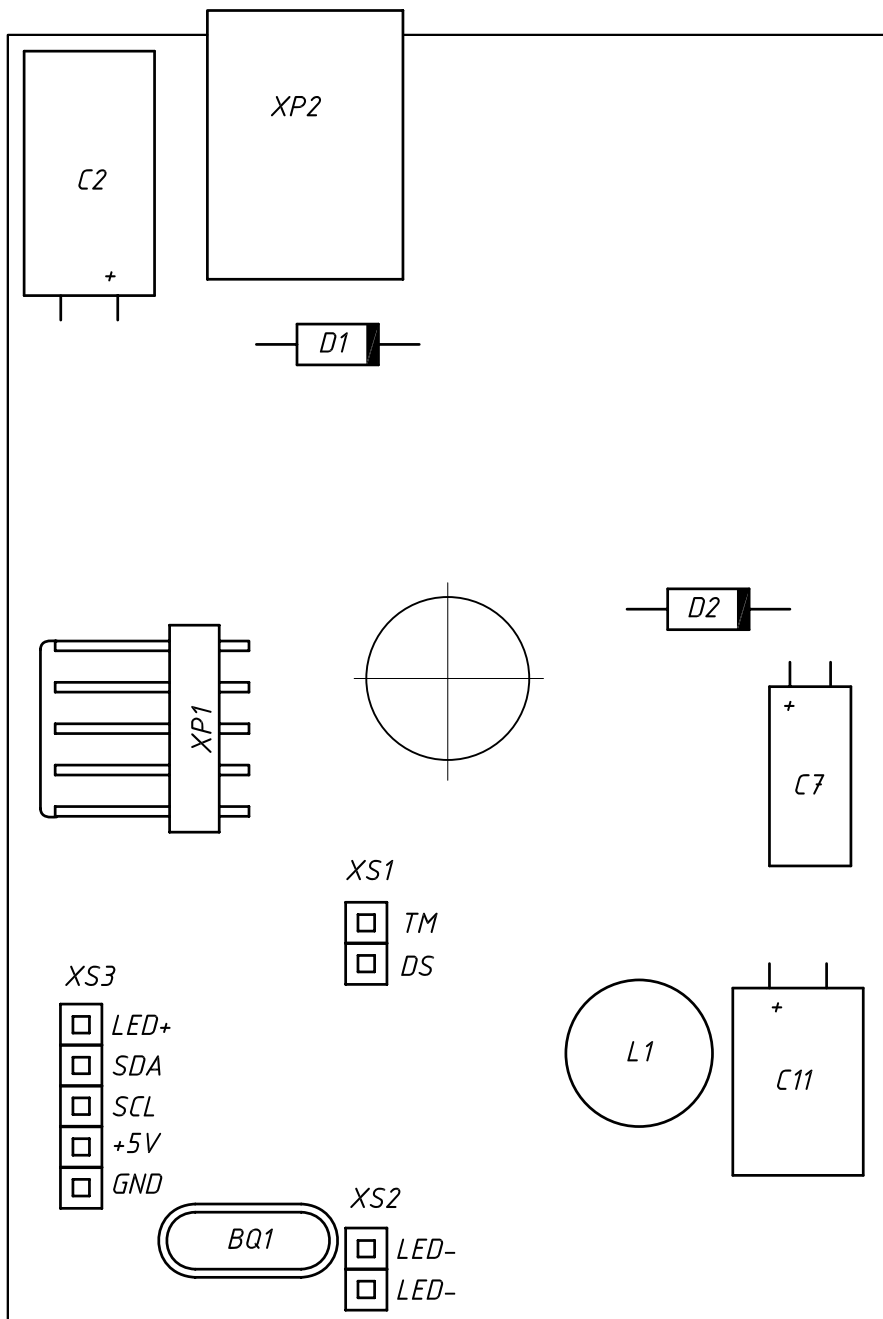 XP2
C2
+
D1
D2
XP1
+
C7
XS1
TM
DS
XS3
LED+
SDA
SCL
+5V
GND
L1
+
C11
BQ1
XS2
LED-
LED-